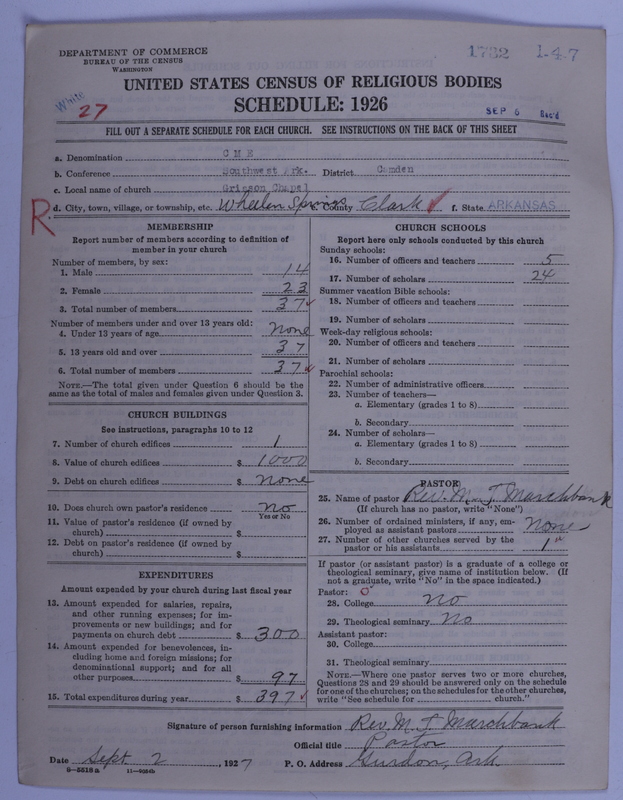 DEPARTMENT OF COMMERCE
BUREAU OF THE CENSUS
WASHINGTON
1732 1-4-7
UNITED STATES CENSUS OF RELIGIOUS BODIES
SCHEDULE: 1926
White
27
SEP 6 Rec'd
FILL OUT A SEPARATE SCHEDULE FOR EACH CHURCH. SEE INSTRUCTIONS ON THE BACK OF THIS SHEET
a. Denomination C M E
b. Conference Southwest Ark. District Camden
c. Local name of church Grisson Chapel
R
d. City, town, village, or township, etc. Whelen Springs County Clark f. State ARKANSAS
MEMBERSHIP
Report number of members according to definition of
member in your church
Number of members, by sex:
1. Male 14
2. Female 23
3. Total number of members 37
Number of members under and over 13 years old:
4. Under 13 years of age None
5. 13 years old and over 37
6. Total number of members 37
NOTE.—The total given under Question 6 should be the
same as the total of males and females given under Question 3.
CHURCH BUILDINGS
See instructions, paragraphs 10 to 12
7. Number of church edifices 1
8. Value of church edifices $ 1000
9. Debt on church edifices $ None
10. Does church own pastor's residence No
Yes or No
11. Value of pastor's residence (if owned by
church) $
12. Debt on pastor's residence (if owned by
church) $
EXPENDITURES
Amount expended by your church during last fiscal year
13. Amount expended for salaries, repairs,
and other running expenses; for im-
provements or new buildings; and for
payments on church debt $ 300
14. Amount expended for benevolences, in-
cluding home and foreign missions; for
denominational support; and for all
other purposes $ 97
15. Total expenditures during year $ 397
CHURCH SCHOOLS
Report here only schools conducted by this church
Sunday schools:
16. Number of officers and teachers 5
17. Number of scholars 24
Summer vacation Bible schools:
18. Number of officers and teachers
19. Number of scholars
Week-day religious schools:
20. Number of officers and teachers
21. Number of scholars
Parochial schools:
22. Number of administrative officers
23. Number of teachers—
a. Elementary (grades 1 to 8)
b. Secondary
24. Number of scholars—
a. Elementary (grades 1 to 8)
b. Secondary
PASTOR
25. Name of pastor Rev. M. T. Marchbank
(If church has no pastor, write "None")
26. Number of ordained ministers, if any, em-
ployed as assistant pastors None
27. Number of other churches served by the
pastor or his assistants 1
If pastor (or assistant pastor) is a graduate of a college or
theological seminary, give name of institution below. (If
not a graduate, write "No" in the space indicated.)
Pastor: 0
28. College No
29. Theological seminary No
Assistant pastor:
30. College
31. Theological seminary
NOTE.—Where one pastor serves two or more churches,
Questions 28 and 29 should be answered only on the schedule
for one of the churches; on the schedules for the other churches,
write "See schedule for church."
Signature of person furnishing information Rev. M. T. Marchbank
Official title Pastor
Date Sept 2, 1927 P. O. Address Gurdon, Ark